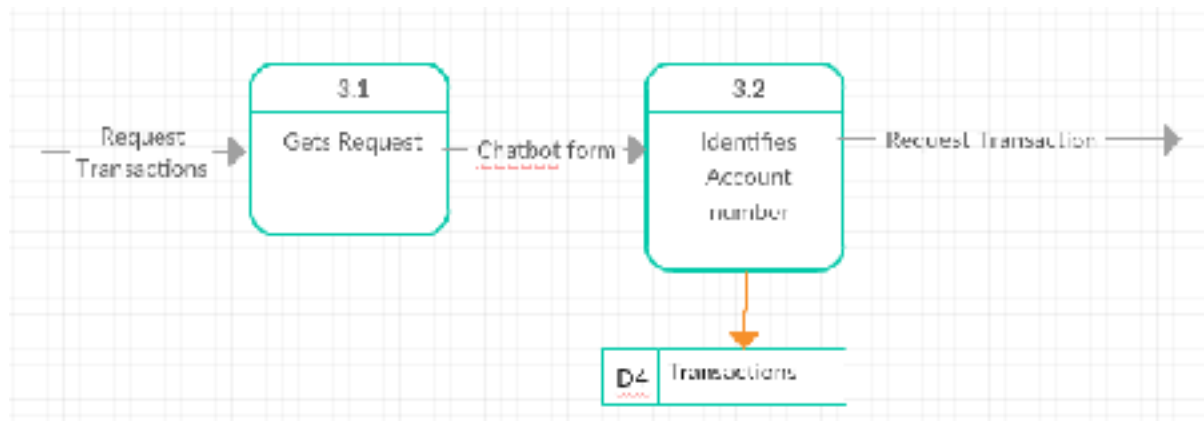 3.1
3.2
Request
Transactions
Gets Request
Chatbot form
Identifies
Account
number
Request Transaction
D4
Transactions